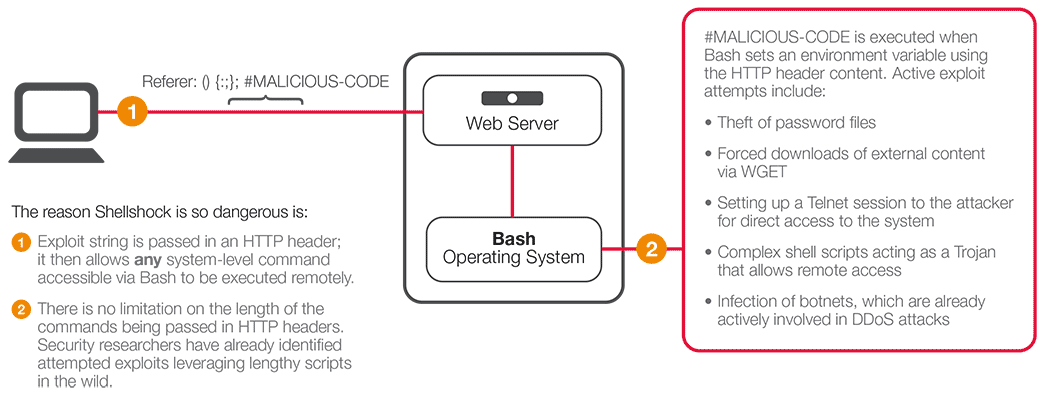 Referer: () {:;}; #MALICIOUS-CODE
1
Web Server
Bash
Operating System
2
#MALICIOUS-CODE is executed when
Bash sets an environment variable using
the HTTP header content. Active exploit
attempts include:
• Theft of password files
• Forced downloads of external content
via WGET
• Setting up a Telnet session to the attacker
for direct access to the system
• Complex shell scripts acting as a Trojan
that allows remote access
• Infection of botnets, which are already
actively involved in DDoS attacks
The reason Shellshock is so dangerous is:
1 Exploit string is passed in an HTTP header;
it then allows any system-level command
accessible via Bash to be executed remotely.
2 There is no limitation on the length of the
commands being passed in HTTP headers.
Security researchers have already identified
attempted exploits leveraging lengthy scripts
in the wild.